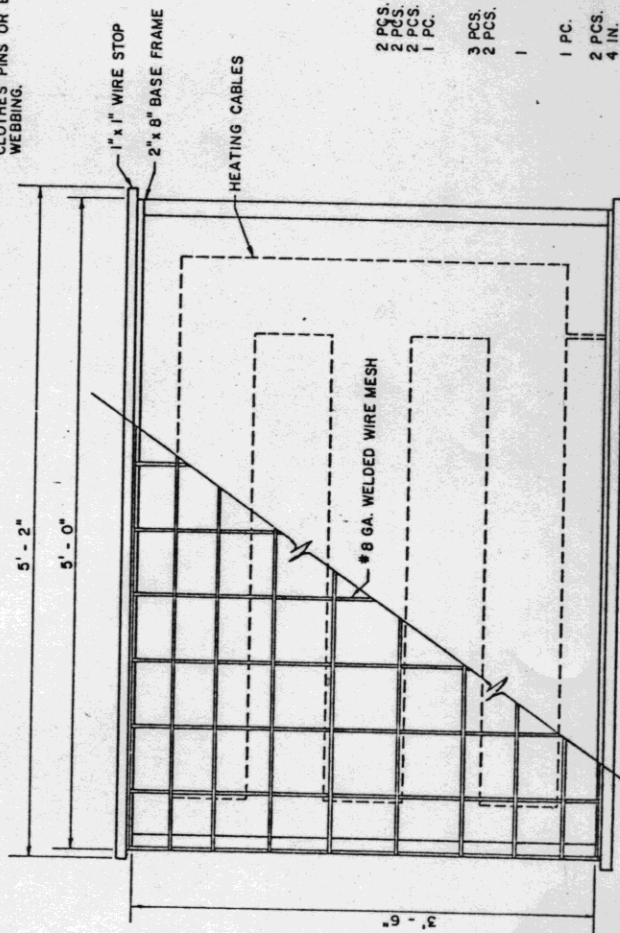 CLOTHES PINS OR
WEBBING.
1" x 1" WIRE STOP
2" x 8" BASE FRAME
HEATING CABLES
#8 GA. WELDED WIRE MESH
5' - 2"
5' - 0"
3' - 6"
2 PCS.
2 PCS.
2 PCS.
1 PC.
3 PCS.
2 PCS.
1
1 PC.
2 PCS.
4 IN.